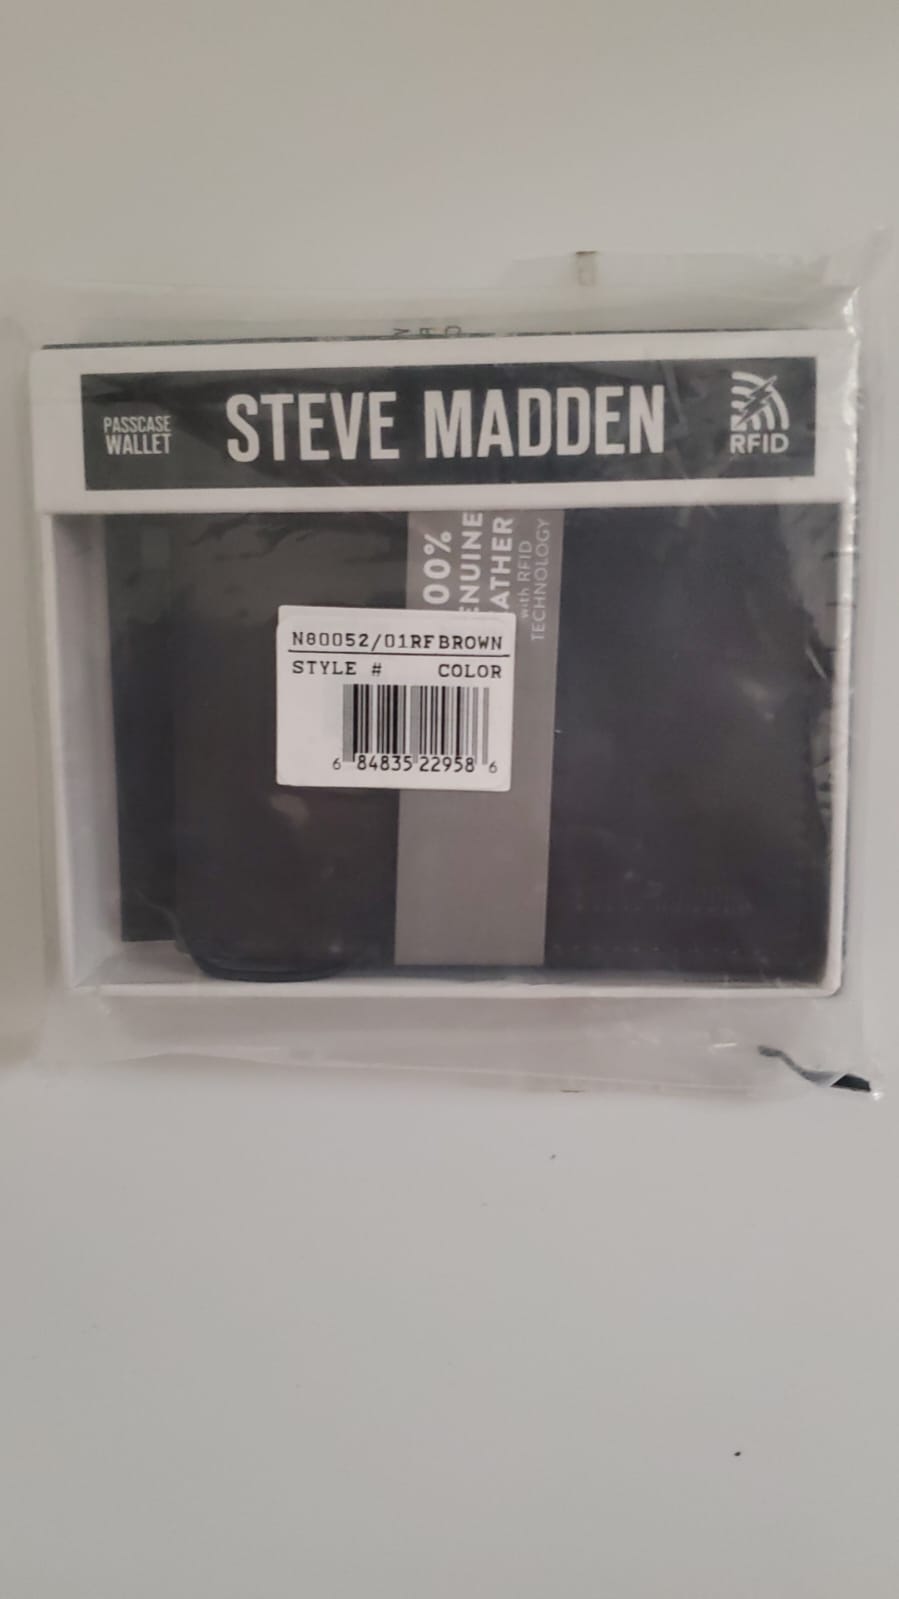 PASSCASE
WALLET
STEVE MADDEN
RFID
00%
ENUINE
ATHER
with RFID
TECHNOLOGY
N80052/01RF BROWN
STYLE # COLOR
6 84835 22958 6